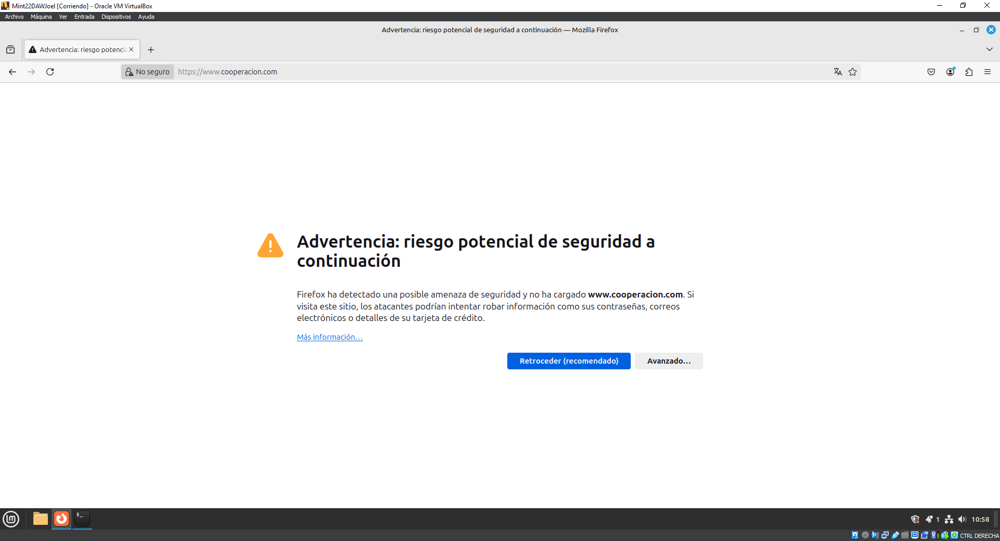 Mint22DAWJoel [Corriendo] - Oracle VM VirtualBox
Archivo Máquina Ver Entrada Dispositivos Ayuda
Advertencia: riesgo potencial de seguridad a continuación — Mozilla Firefox
Advertencia: riesgo potencia
No seguro https://www.cooperacion.com
Advertencia: riesgo potencial de seguridad a
continuación
Firefox ha detectado una posible amenaza de seguridad y no ha cargado www.cooperacion.com. Si
visita este sitio, los atacantes podrían intentar robar información como sus contraseñas, correos
electrónicos o detalles de su tarjeta de crédito.
Más información…
Retroceder (recomendado) Avanzado…
1 10:58
CTRL DERECHA